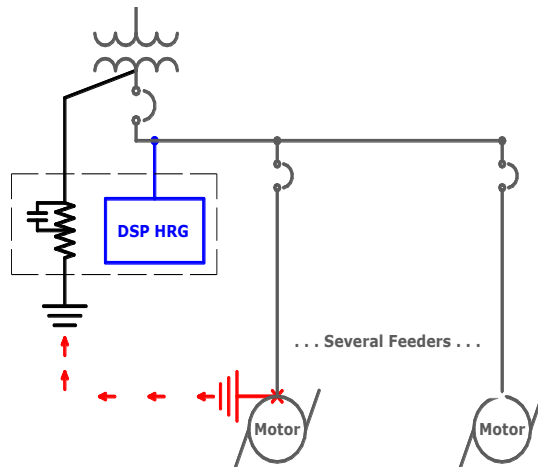 DSP HRG
. . . Several Feeders . . .
Motor
Motor